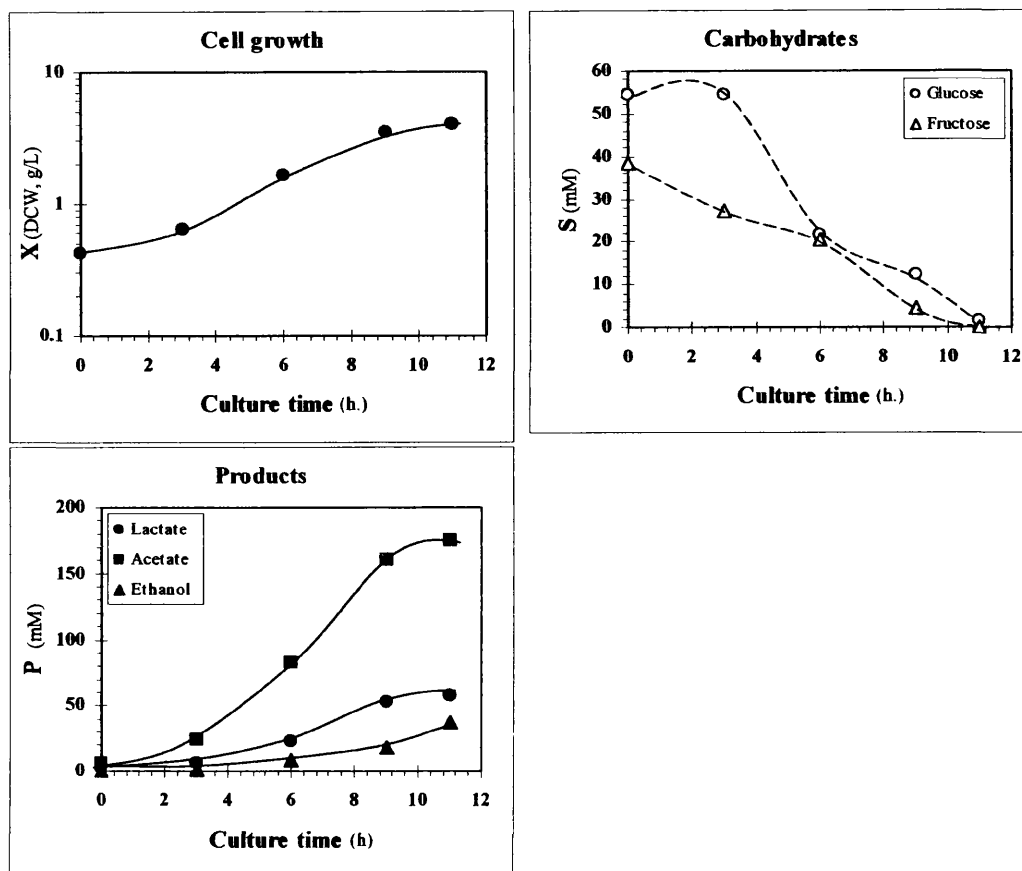 Cell growth
10
1
0.1
X (DCW, g/L)
0 2 4 6 8 10 12
Culture time (h.)
Carbohydrates
60
50
40
30
20
10
0
S (mM)
Glucose
Fructose
0 2 4 6 8 10 12
Culture time (h.)
Products
200
150
100
50
0
P (mM)
Lactate
Acetate
Ethanol
0 2 4 6 8 10 12
Culture time (h)